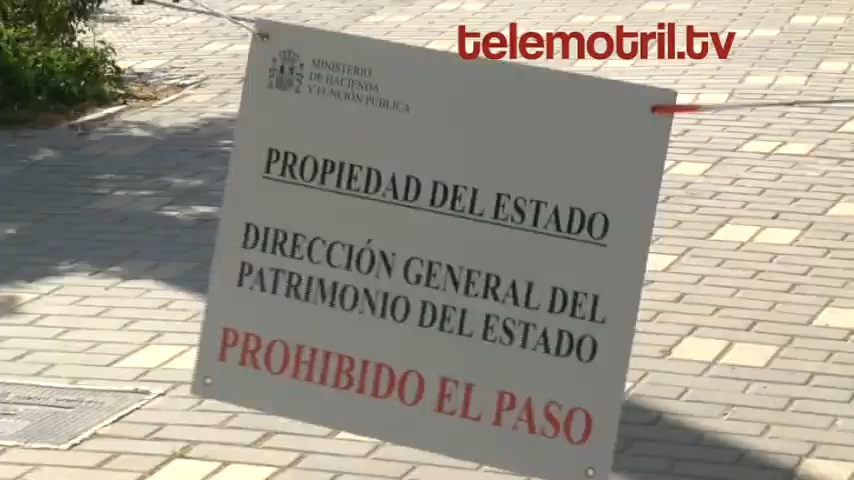 telemotril.tv
MINISTERIO
DE HACIENDA
Y FUNCIÓN PÚBLICA
PROPIEDAD DEL ESTADO
DIRECCIÓN GENERAL DEL
PATRIMONIO DEL ESTADO
PROHIBIDO EL PASO